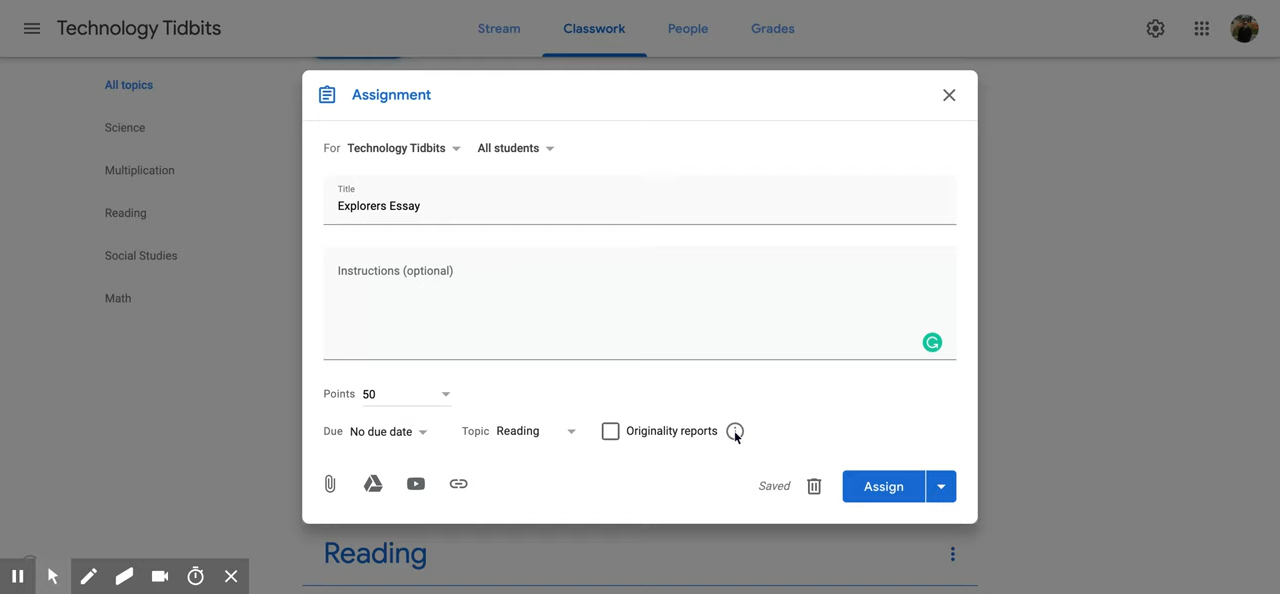 Technology Tidbits
Stream Classwork People Grades
All topics
Science
Multiplication
Reading
Social Studies
Math
Assignment
For Technology Tidbits All students
Title
Explorers Essay
Instructions (optional)
Points 50
Due No due date Topic Reading Originality reports
Saved Assign
Reading